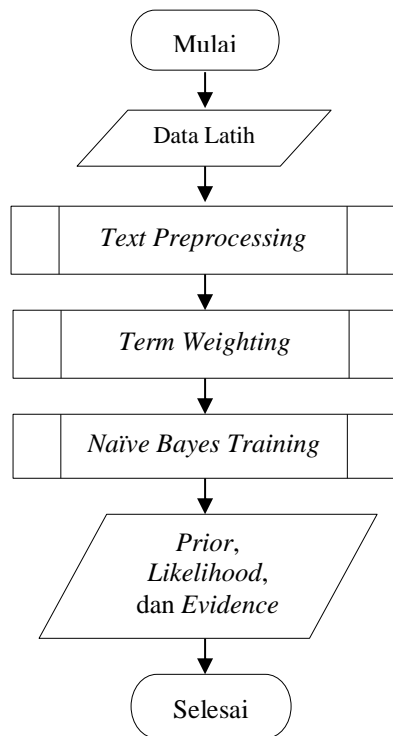 Mulai
Data Latih
Text Preprocessing
Term Weighting
Naïve Bayes Training
Prior,
Likelihood,
dan Evidence
Selesai